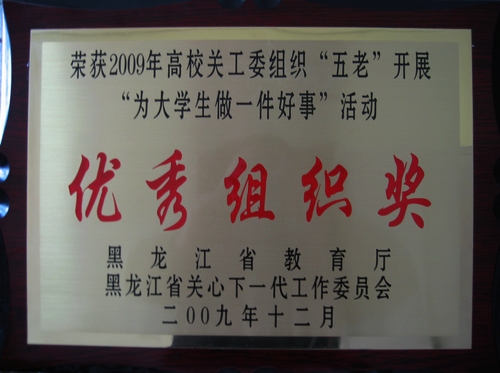 荣获2009年高校关工委组织“五老”开展
“为大学生做一件好事”活动
优秀组织奖
黑龙江省教育厅
黑龙江省关心下一代工作委员会
二00九年十二月